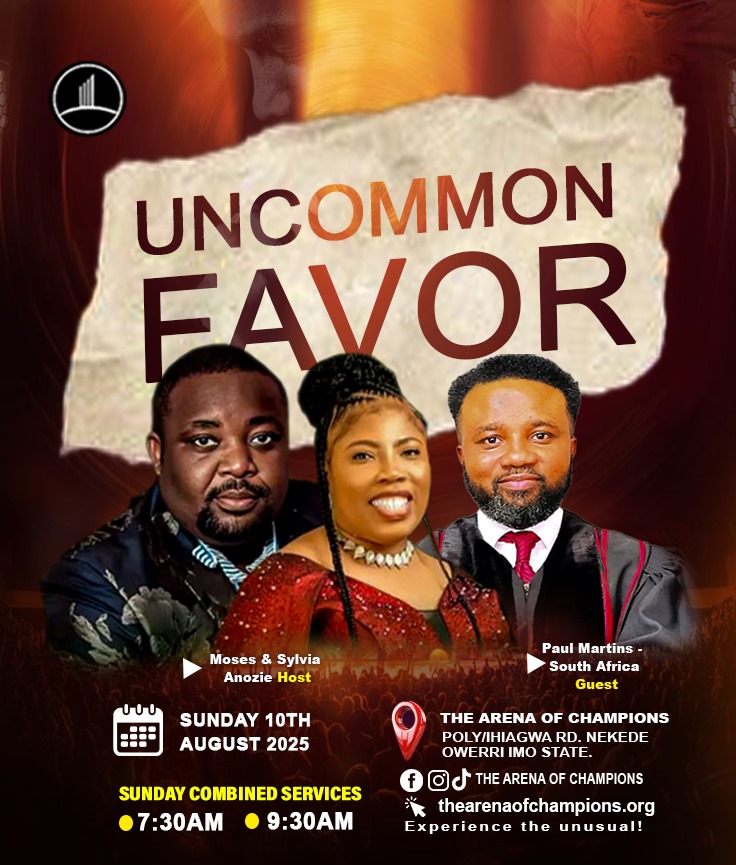 UNCOMMON
FAVOR
Moses & Sylvia
Anozie Host
Paul Martins -
South Africa
Guest
SUNDAY 10TH
AUGUST 2025
THE ARENA OF CHAMPIONS
POLY/IHIAGWA RD. NEKEDE
OWERRI IMO STATE.
SUNDAY COMBINED SERVICES
7:30AM 9:30AM
THE ARENA OF CHAMPIONS
thearenaofchampions.org
Experience the unusual!